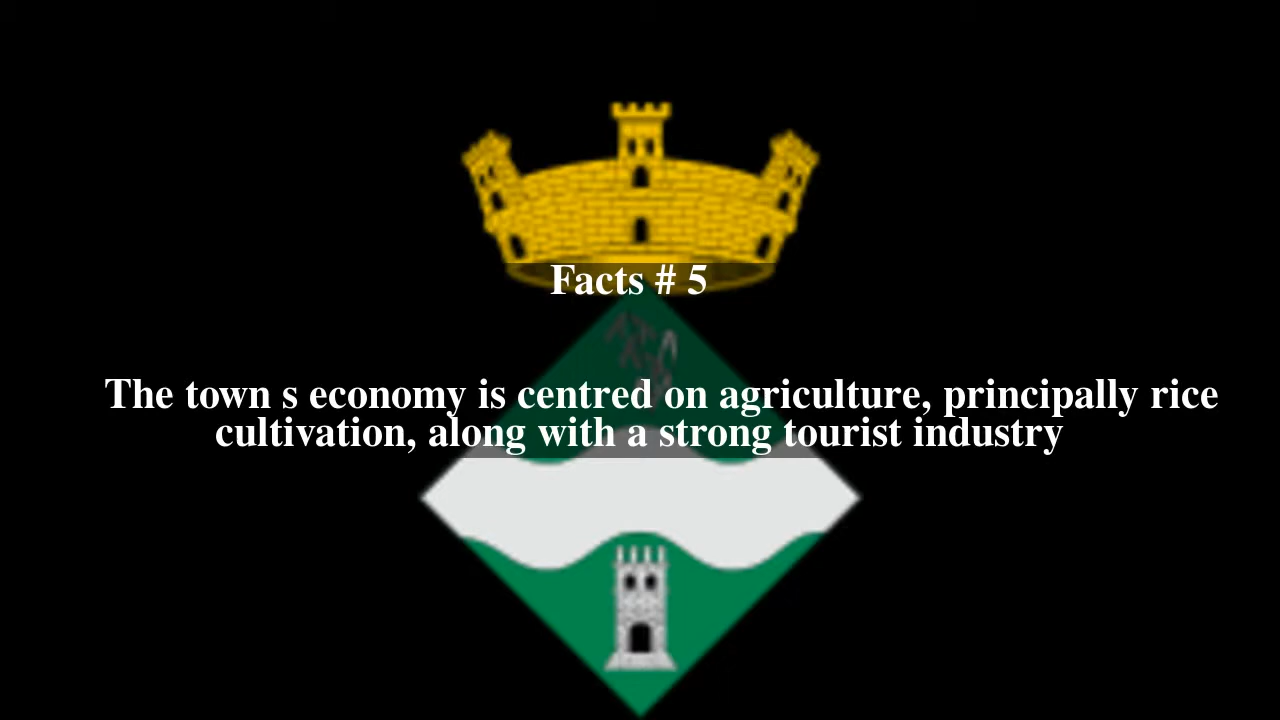 Facts # 5
The town s economy is centred on agriculture, principally rice
cultivation, along with a strong tourist industry